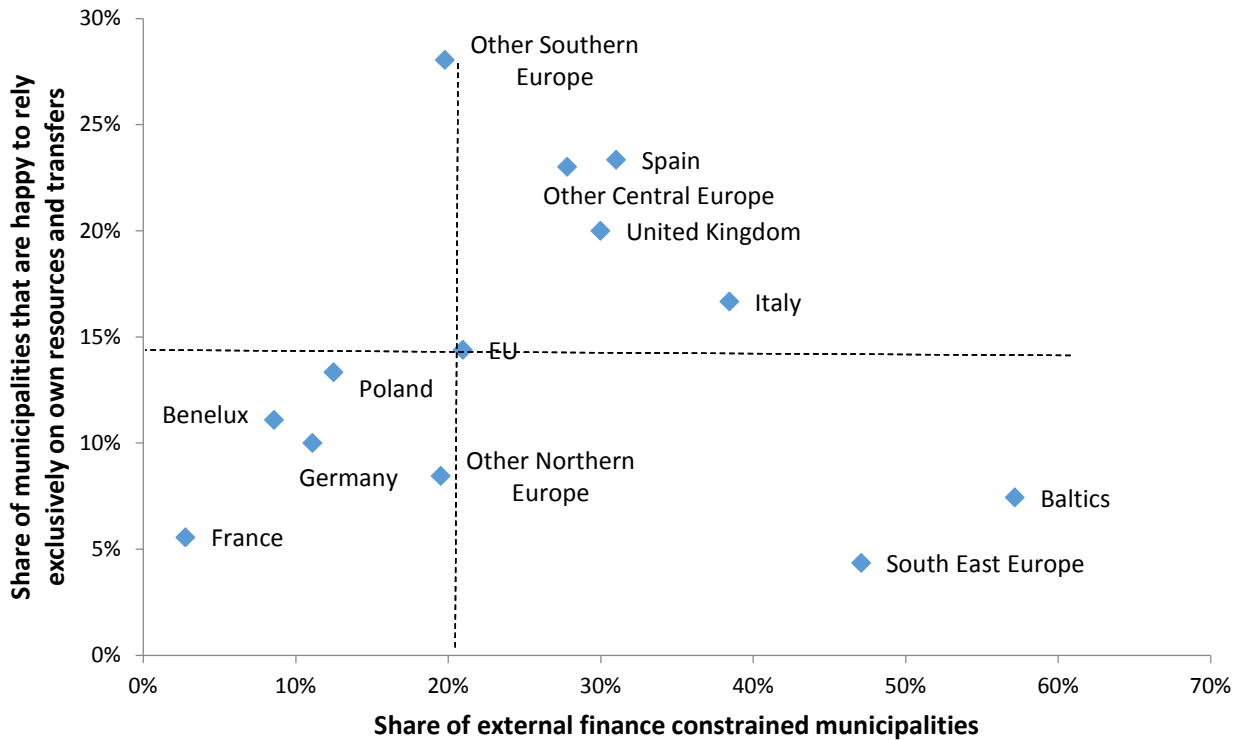 Share of municipalities that are happy to rely
exclusively on own resources and transfers
30%
25%
20%
15%
10%
5%
0%
Other Southern
Europe
Spain
Other Central Europe
United Kingdom
Italy
EU
Poland
Benelux
Germany
Other Northern
Europe
France
Baltics
South East Europe
0%
10%
20%
30%
40%
50%
60%
70%
Share of external finance constrained municipalities